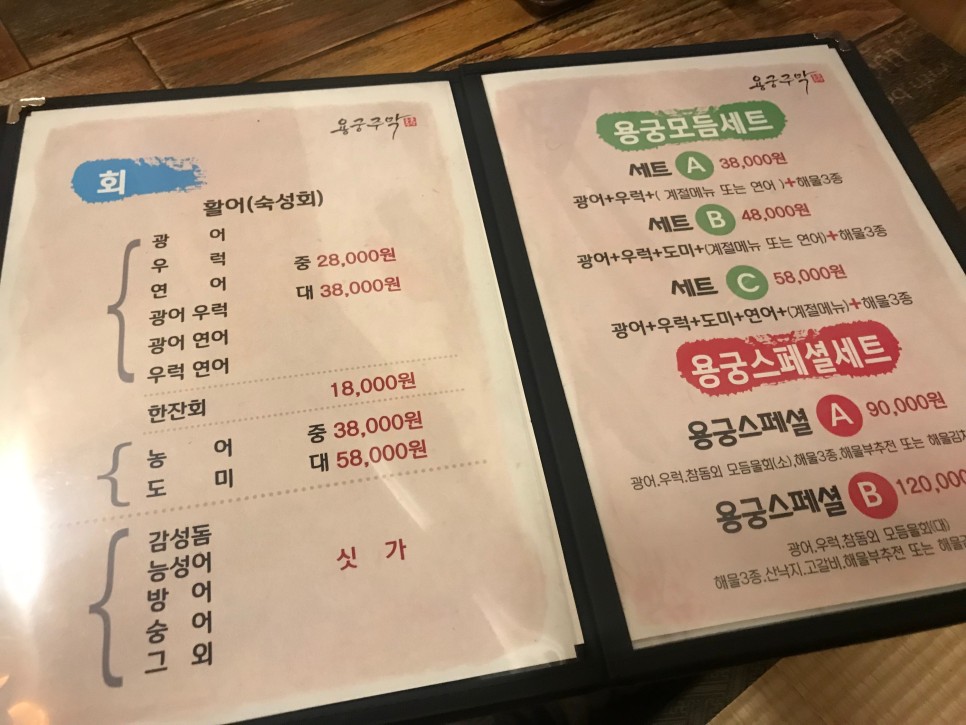 용궁주막
회
활어(숙성회)
광 어
우 럭 중 28,000원
연 어 대 38,000원
광어 우럭
광어 연어
우럭 연어
한잔회 18,000원
농 어 중 38,000원
도 미 대 58,000원
감성돔
능성어 싯 가
방 어
숭 어
그 외
용궁주막
용궁모듬세트
세트 A 38,000원
광어+우럭+( 계절메뉴 또는 연어 )+해물3종
세트 B 48,000원
광어+우럭+도미+(계절메뉴 또는 연어)+해물3종
세트 C 58,000원
광어+우럭+도미+연어+(계절메뉴)+해물3종
용궁스페셜세트
용궁스페셜 A 90,000원
광어,우럭,참돔외 모듬물회(소),해물3종,해물부추전 또는 해물김치
용궁스페셜 B 120,000
광어,우럭,참돔외 모듬물회(대)
해물3종,산낙지,고갈비,해물부추전 또는 해물김